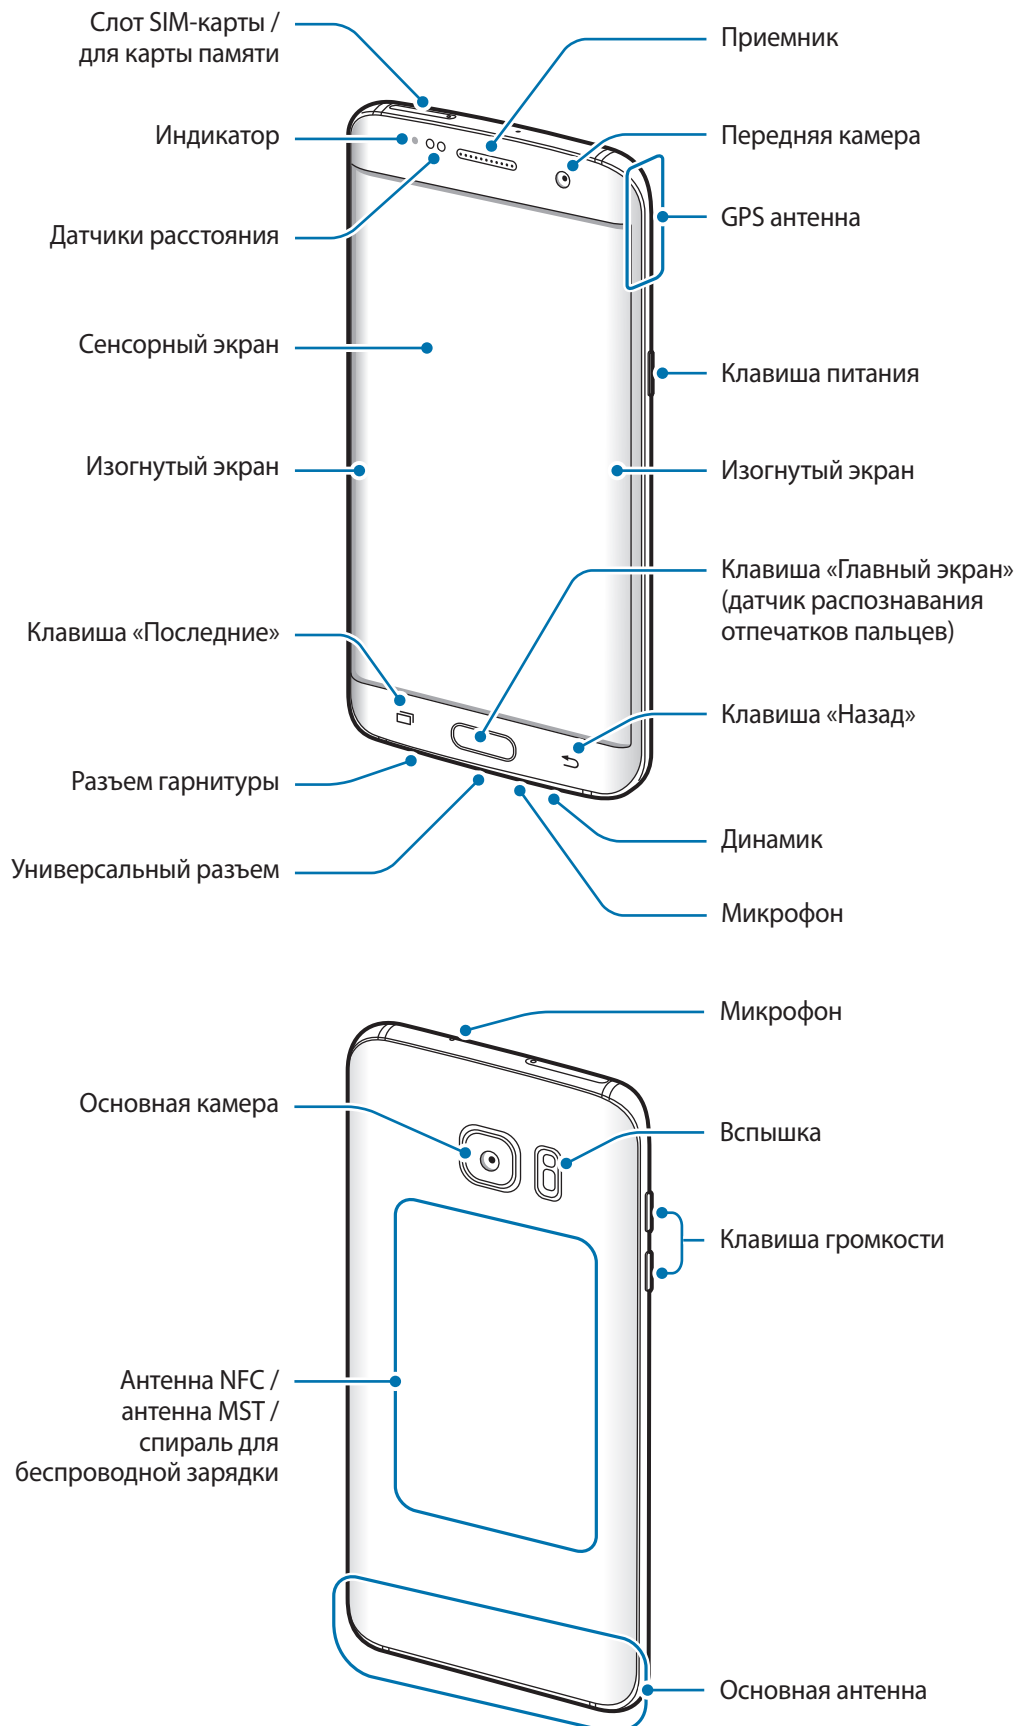 Слот SIM-карты /
для карты памяти
Приемник
Индикатор
Передняя камера
Датчики расстояния
GPS антенна
Сенсорный экран
Клавиша питания
Изогнутый экран
Изогнутый экран
Клавиша «Главный экран»
(датчик распознавания
отпечатков пальцев)
Клавиша «Последние»
Клавиша «Назад»
Разъем гарнитуры
Динамик
Универсальный разъем
Микрофон
Микрофон
Основная камера
Вспышка
Клавиша громкости
Антенна NFC /
антенна MST /
спираль для
беспроводной зарядки
Основная антенна